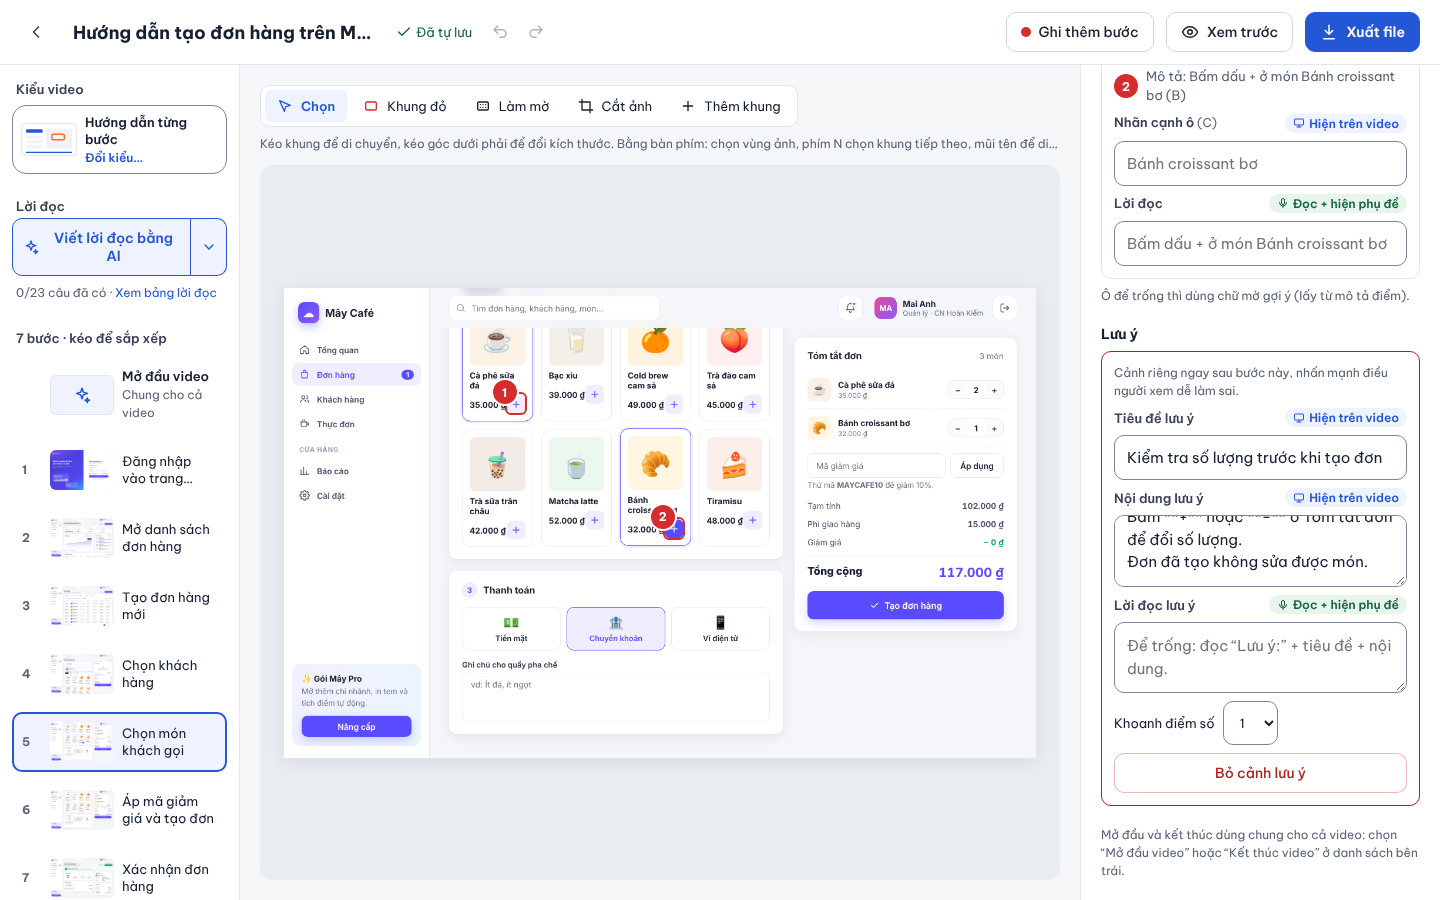 Hướng dẫn tạo đơn hàng trên M...
Đã tự lưu
Ghi thêm bước
Xem trước
Xuất file
Kiểu video
Hướng dẫn từng
bước
Đổi kiểu...
Lời đọc
Viết lời đọc bằng
AI
0/23 câu đã có · Xem bảng lời đọc
7 bước · kéo để sắp xếp
Mở đầu video
Chung cho cả
video
1
Đăng nhập
vào trang...
2
Mở danh sách
đơn hàng
3
Tạo đơn hàng
mới
4
Chọn khách
hàng
5
Chọn món
khách gọi
6
Áp mã giảm
giá và tạo đơn
7
Xác nhận đơn
hàng
Chọn
Khung đỏ
Làm mờ
Cắt ảnh
Thêm khung
Kéo khung để di chuyển, kéo góc dưới phải để đổi kích thước. Bằng bàn phím: chọn vùng ảnh, phím N chọn khung tiếp theo, mũi tên để di...
Mây Café
Tổng quan
Đơn hàng 1
Khách hàng
Thực đơn
CỬA HÀNG
Báo cáo
Cài đặt
✨ Gói Mây Pro
Mở thêm chi nhánh, in tem và
tích điểm tự động.
Nâng cấp
Tìm đơn hàng, khách hàng, món...
MA
Mai Anh
Quản lý · CN Hoàn Kiếm
Cà phê sữa
đá
35.000 ₫
1
Bạc xỉu
39.000 ₫
Cold brew
cam sả
49.000 ₫
Trà đào cam
sả
45.000 ₫
Trà sữa trân
châu
42.000 ₫
Matcha latte
52.000 ₫
Bánh
32.000
2
Tiramisu
48.000 ₫
3 Thanh toán
Tiền mặt
Chuyển khoản
Ví điện tử
Ghi chú cho quầy pha chế
vd: ít đá, ít ngọt
Tóm tắt đơn
3 món
Cà phê sữa đá
35.000 ₫
− 2 +
Bánh croissant bơ
32.000 ₫
− 1 +
Mã giảm giá
Áp dụng
Thử mã MAYCAFE10 để giảm 10%.
Tạm tính 102.000 ₫
Phí giao hàng 15.000 ₫
Giảm giá − 0 ₫
Tổng cộng 117.000 ₫
Tạo đơn hàng
2
Mô tả: Bấm dấu + ở món Bánh croissant
bơ (B)
Nhãn cạnh ô (C)
Hiện trên video
Bánh croissant bơ
Lời đọc
Đọc + hiện phụ đề
Bấm dấu + ở món Bánh croissant bơ
Ô để trống thì dùng chữ mờ gợi ý (lấy từ mô tả điểm).
Lưu ý
Cảnh riêng ngay sau bước này, nhấn mạnh điều
người xem dễ làm sai.
Tiêu đề lưu ý
Hiện trên video
Kiểm tra số lượng trước khi tạo đơn
Nội dung lưu ý
Hiện trên video
để đổi số lượng.
Đơn đã tạo không sửa được món.
Lời đọc lưu ý
Đọc + hiện phụ đề
Để trống: đọc “Lưu ý:” + tiêu đề + nội
dung.
Khoanh điểm số 1
Bỏ cảnh lưu ý
Mở đầu và kết thúc dùng chung cho cả video: chọn
“Mở đầu video” hoặc “Kết thúc video” ở danh sách bên
trái.